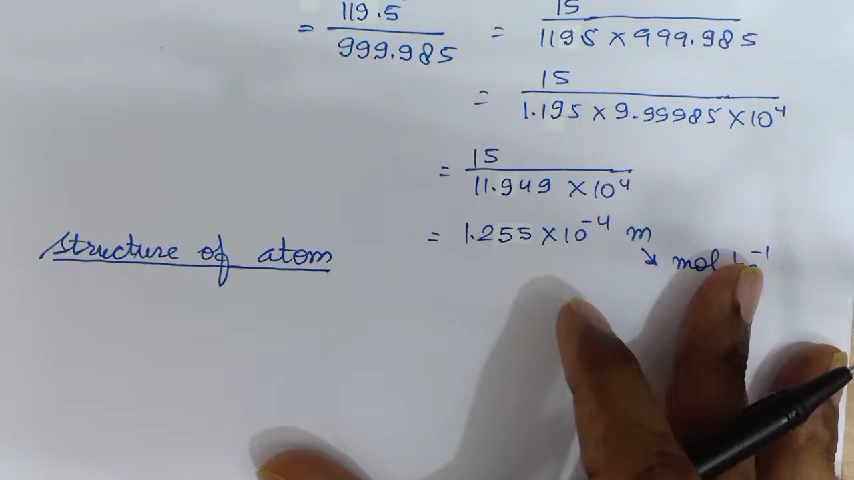 = 119.5 / 999.985 = 15 / 1195 × 999.985
= 15 / 1.195 × 9.99985 × 10⁴
= 15 / 11.949 × 10⁴
= 1.255 × 10⁻⁴ m
↘ mol
structure of atom